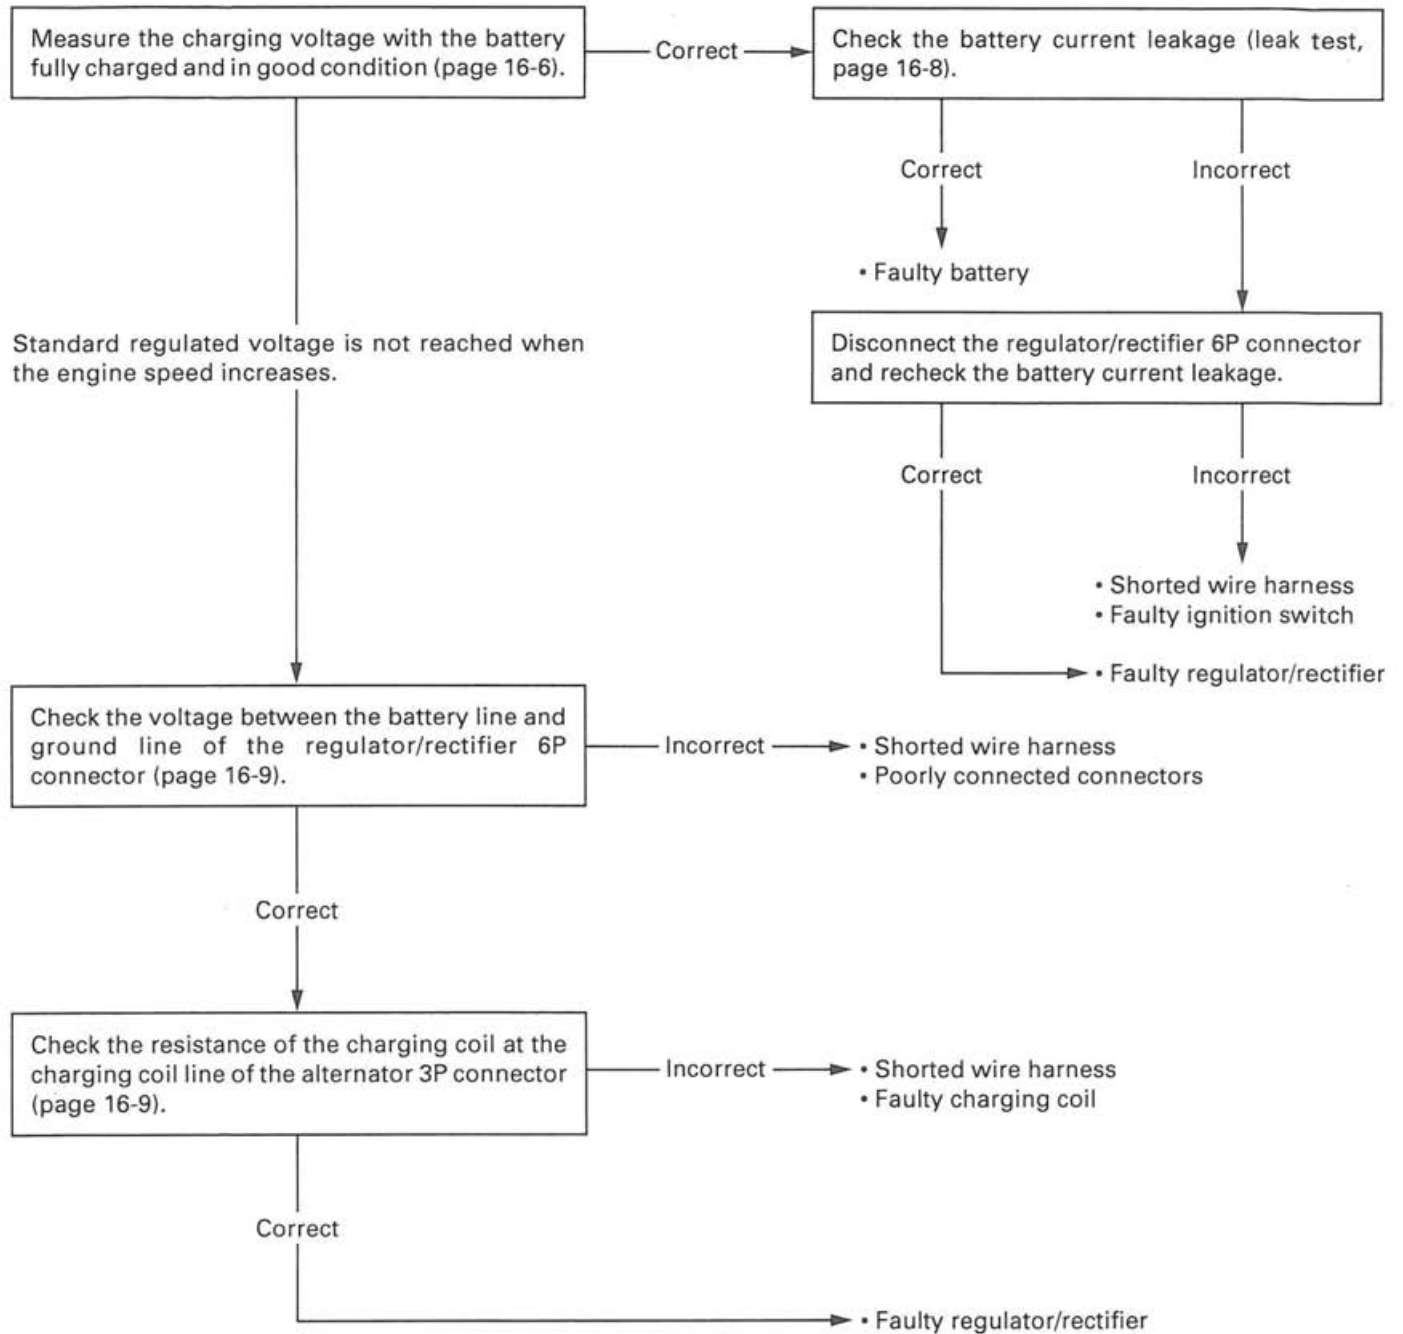 Measure the charging voltage with the battery
fully charged and in good condition (page 16-6).
Correct
Check the battery current leakage (leak test,
page 16-8).
Correct
Incorrect
• Faulty battery
Standard regulated voltage is not reached when
the engine speed increases.
Disconnect the regulator/rectifier 6P connector
and recheck the battery current leakage.
Correct
Incorrect
• Shorted wire harness
• Faulty ignition switch
• Faulty regulator/rectifier
Check the voltage between the battery line and
ground line of the regulator/rectifier 6P
connector (page 16-9).
Incorrect
• Shorted wire harness
• Poorly connected connectors
Correct
Check the resistance of the charging coil at the
charging coil line of the alternator 3P connector
(page 16-9).
Incorrect
• Shorted wire harness
• Faulty charging coil
Correct
• Faulty regulator/rectifier